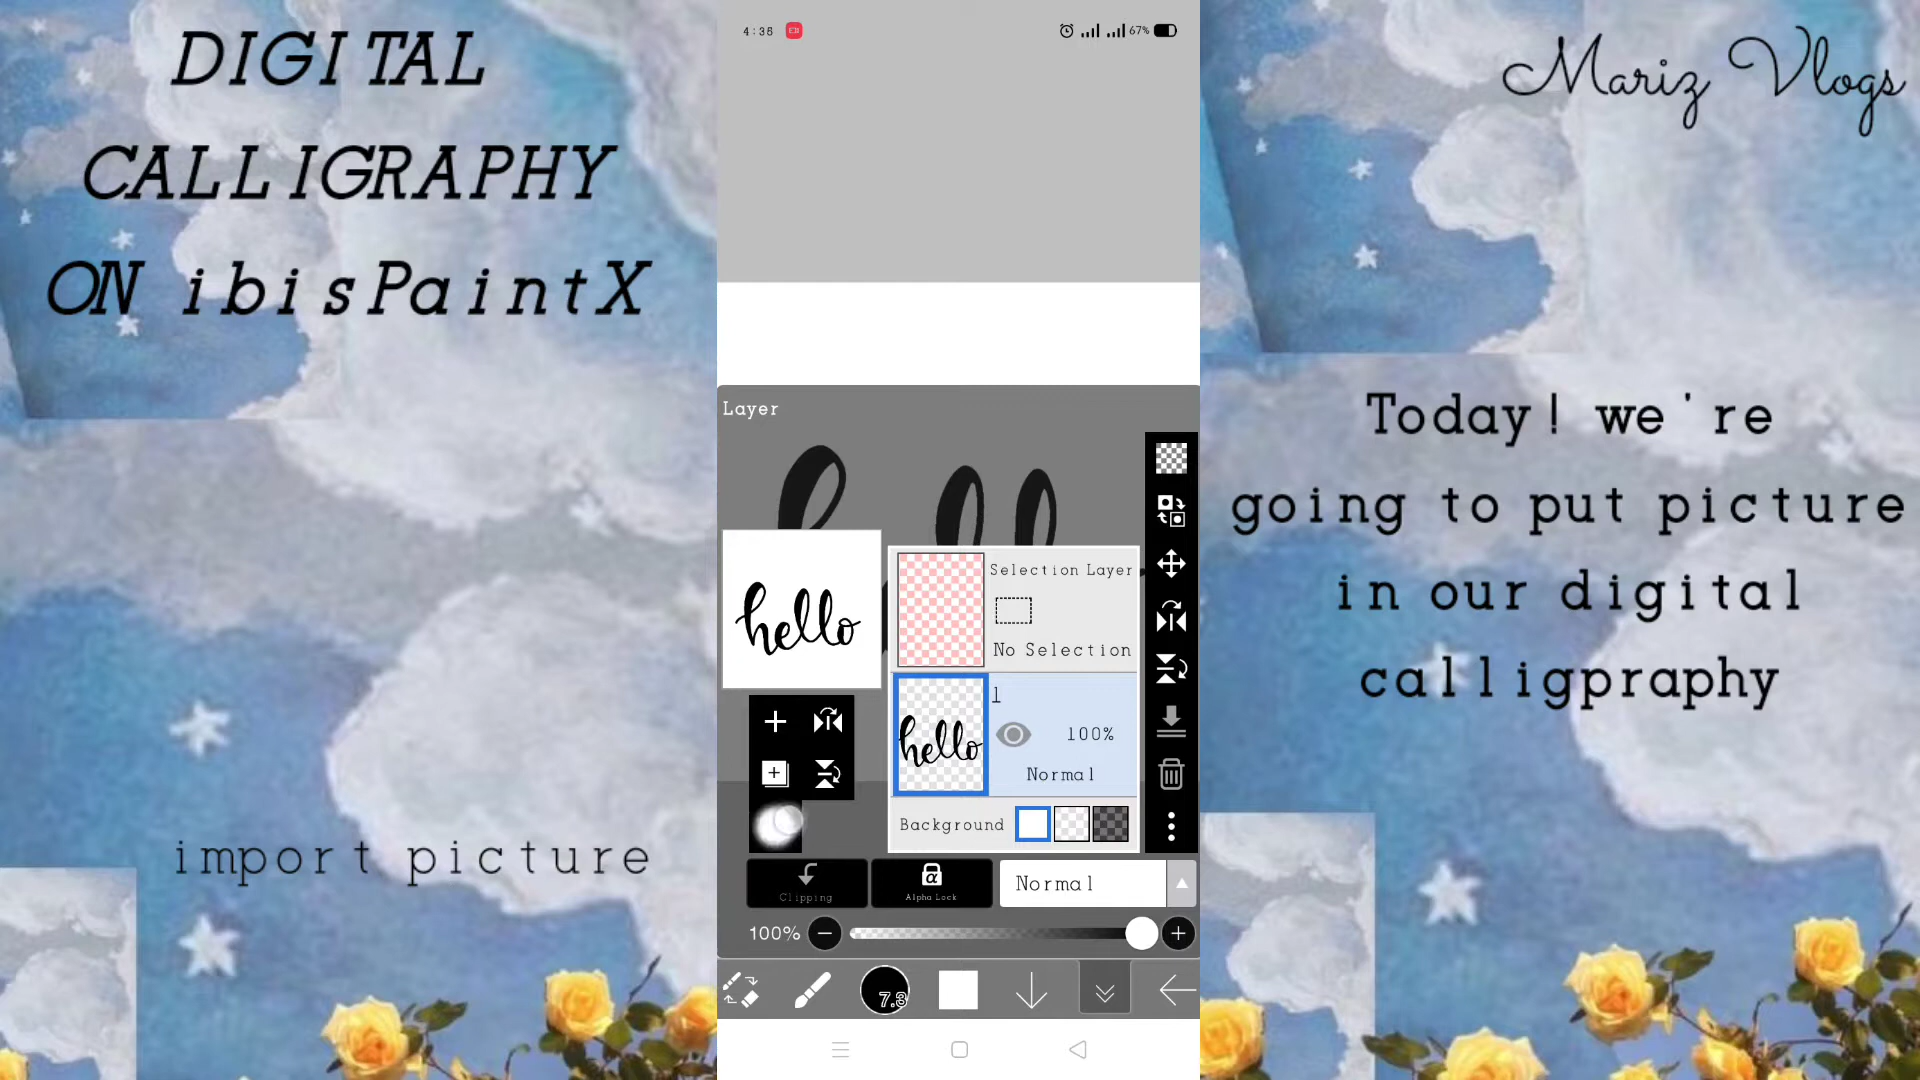 DIGITAL
CALLIGRAPHY
ON ibisPaintX
import picture
4:35
67%
Layer
hello
Selection Layer
No Selection
1
hello
100%
Normal
Background
Clipping
Alpha Lock
Normal
100%
7.3
Mariz Vlogs
Today! we're
going to put picture
in our digital
calligpraphy